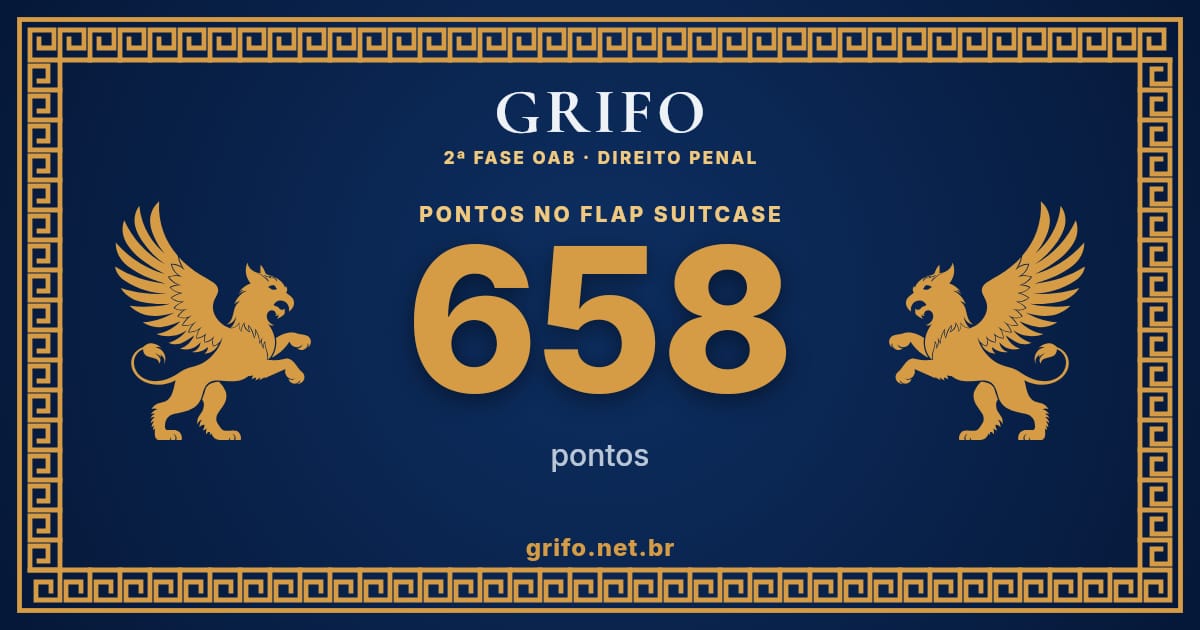 GRIFO
2ª FASE OAB · DIREITO PENAL
PONTOS NO FLAP SUITCASE
658
pontos
grifo.net.br